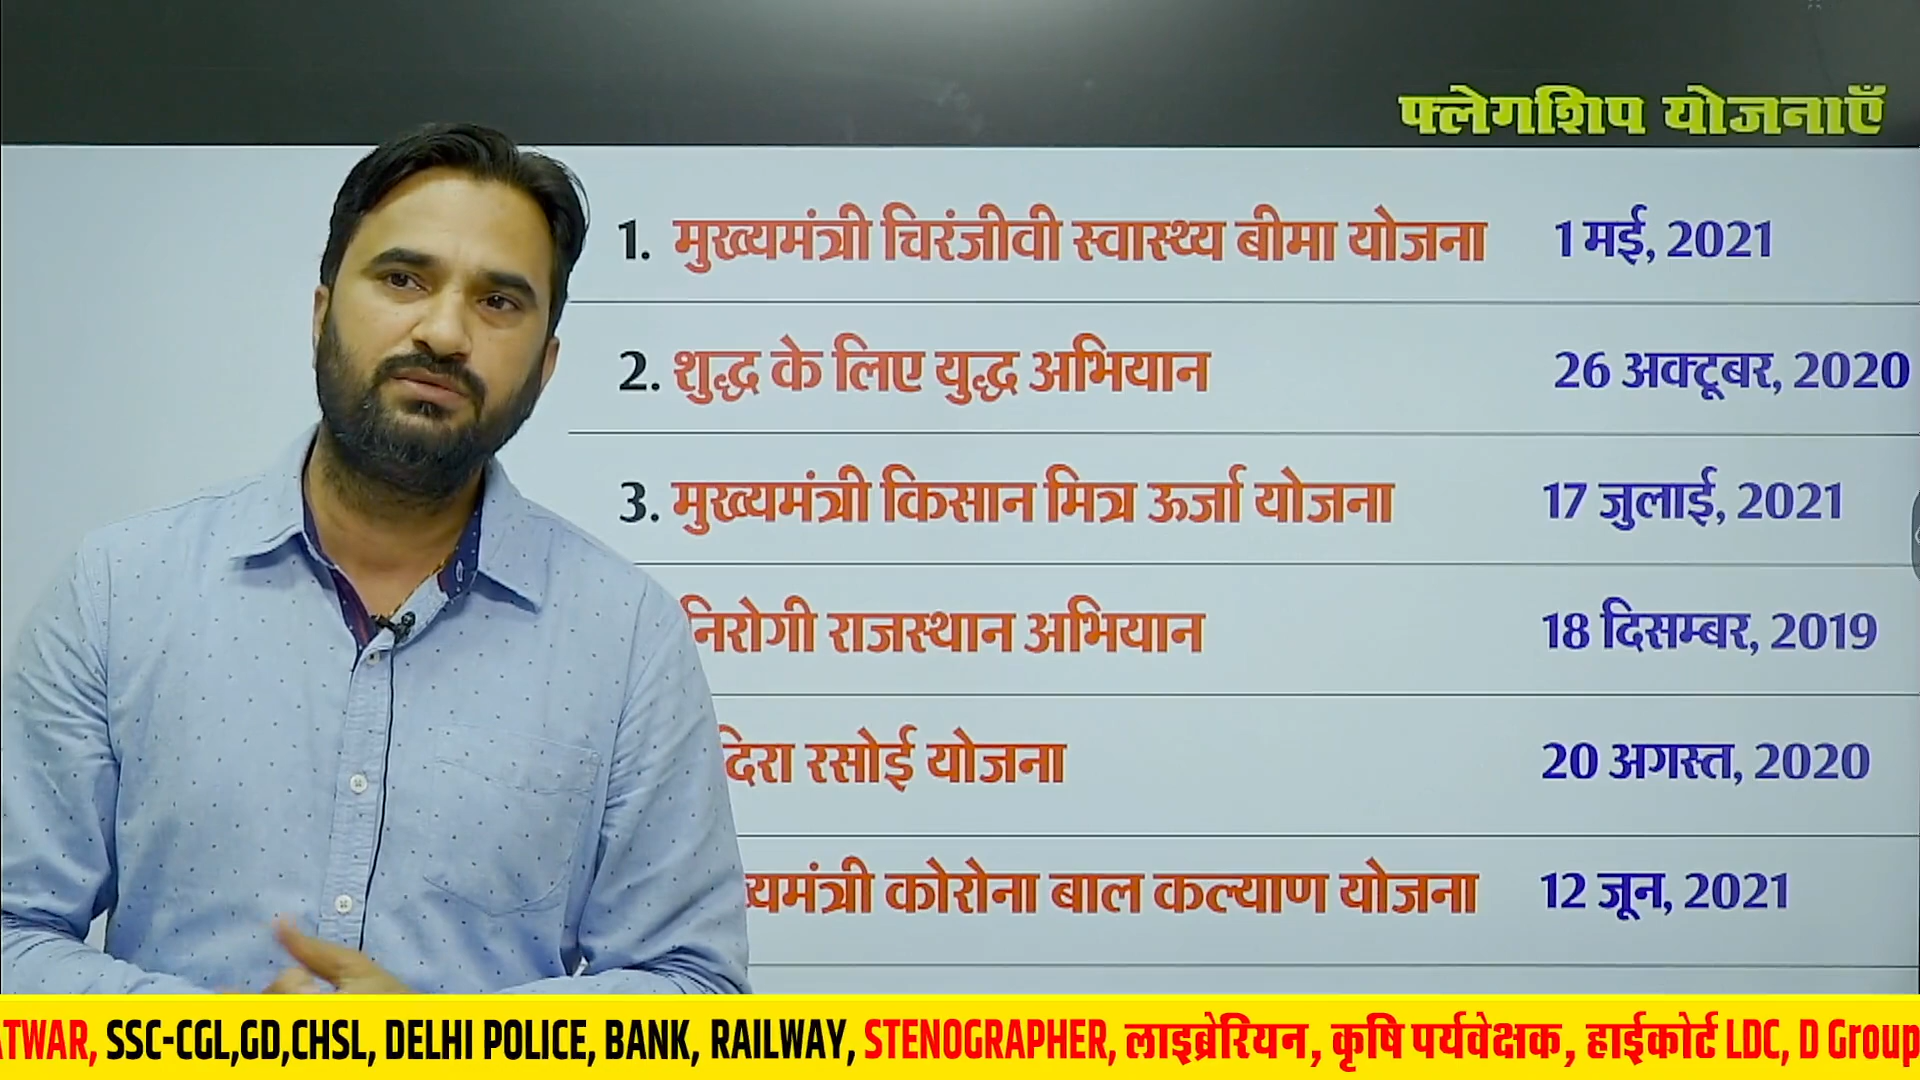 फ्लेगशिप योजनाएँ
1. मुख्यमंत्री चिरंजीवी स्वास्थ्य बीमा योजना 1 मई, 2021
2. शुद्ध के लिए युद्ध अभियान 26 अक्टूबर, 2020
3. मुख्यमंत्री किसान मित्र ऊर्जा योजना 17 जुलाई, 2021
निरोगी राजस्थान अभियान 18 दिसम्बर, 2019
रसोई योजना 20 अगस्त, 2020
कोरोना बाल कल्याण योजना 12 जून, 2021
SSC-CGL,GD,CHSL, DELHI POLICE, BANK, RAILWAY, STENOGRAPHER, लाइब्रेरियन, कृषि पर्यवेक्षक, हाईकोर्ट LDC, D Group